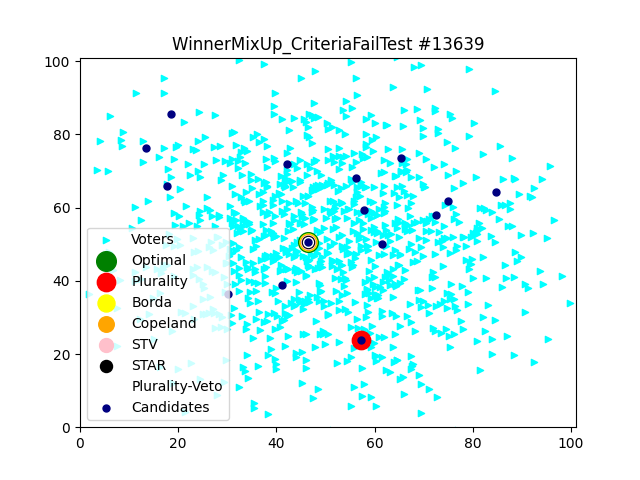 WinnerMixUp_CriteriaFailTest #13639
100
80
60
40
20
0
Voters
Optimal
Plurality
Borda
Copeland
STV
STAR
Plurality-Veto
Candidates
0 20 40 60 80 100